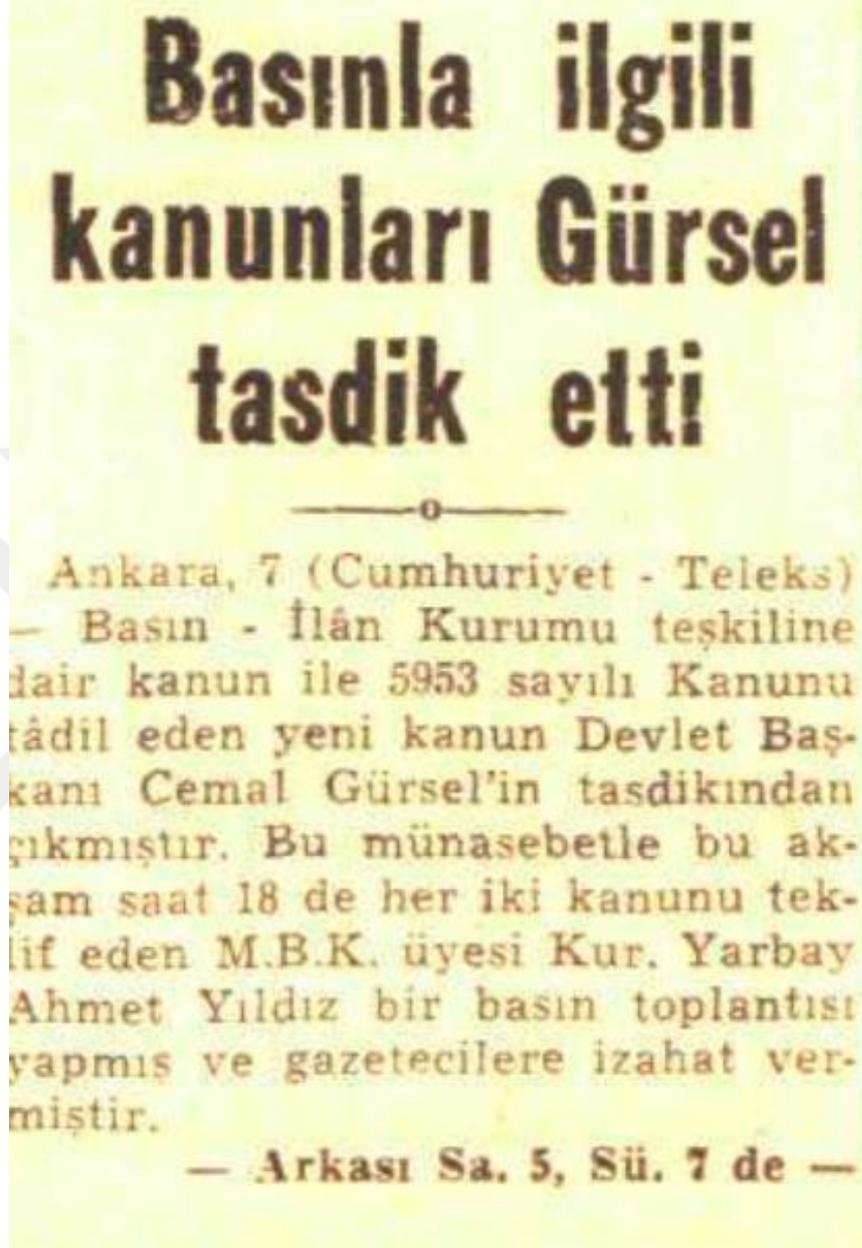 Basınla ilgili
kanunları Gürsel
tasdik etti
Ankara, 7 (Cumhuriyet - Teleks)
— Basın - İlân Kurumu teşkiline
dair kanun ile 5953 sayılı Kanunu
tâdil eden yeni kanun Devlet Baş-
kanı Cemal Gürsel'in tasdikından
çıkmıştır. Bu münasebetle bu ak-
şam saat 18 de her iki kanunu tek-
lif eden M.B.K. üyesi Kur. Yarbay
Ahmet Yıldız bir basın toplantısı
yapmış ve gazetecilere izahat ver-
miştir.
— Arkası Sa. 5, Sü. 7 de —